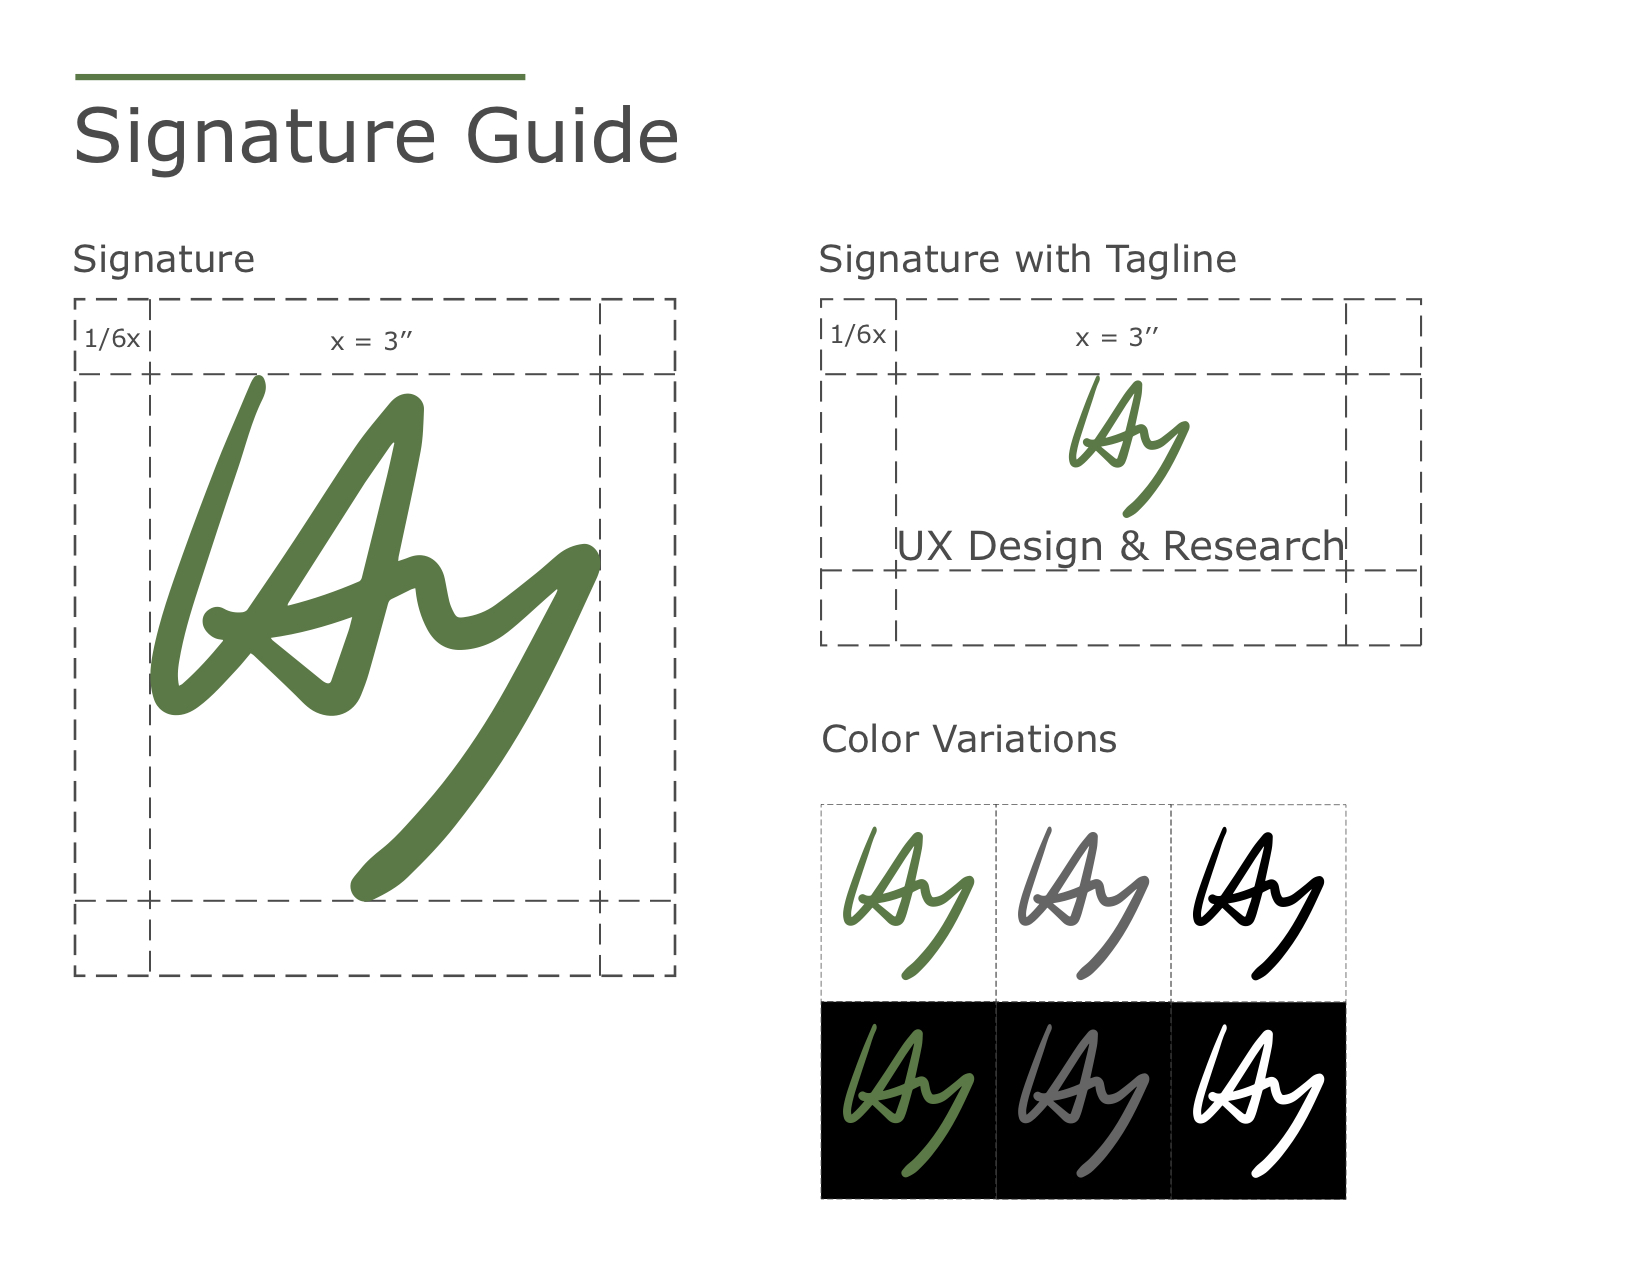 Signature Guide
Signature
1/6x
x = 3’’
Signature with Tagline
1/6x
x = 3’’
UX Design & Research
Color Variations